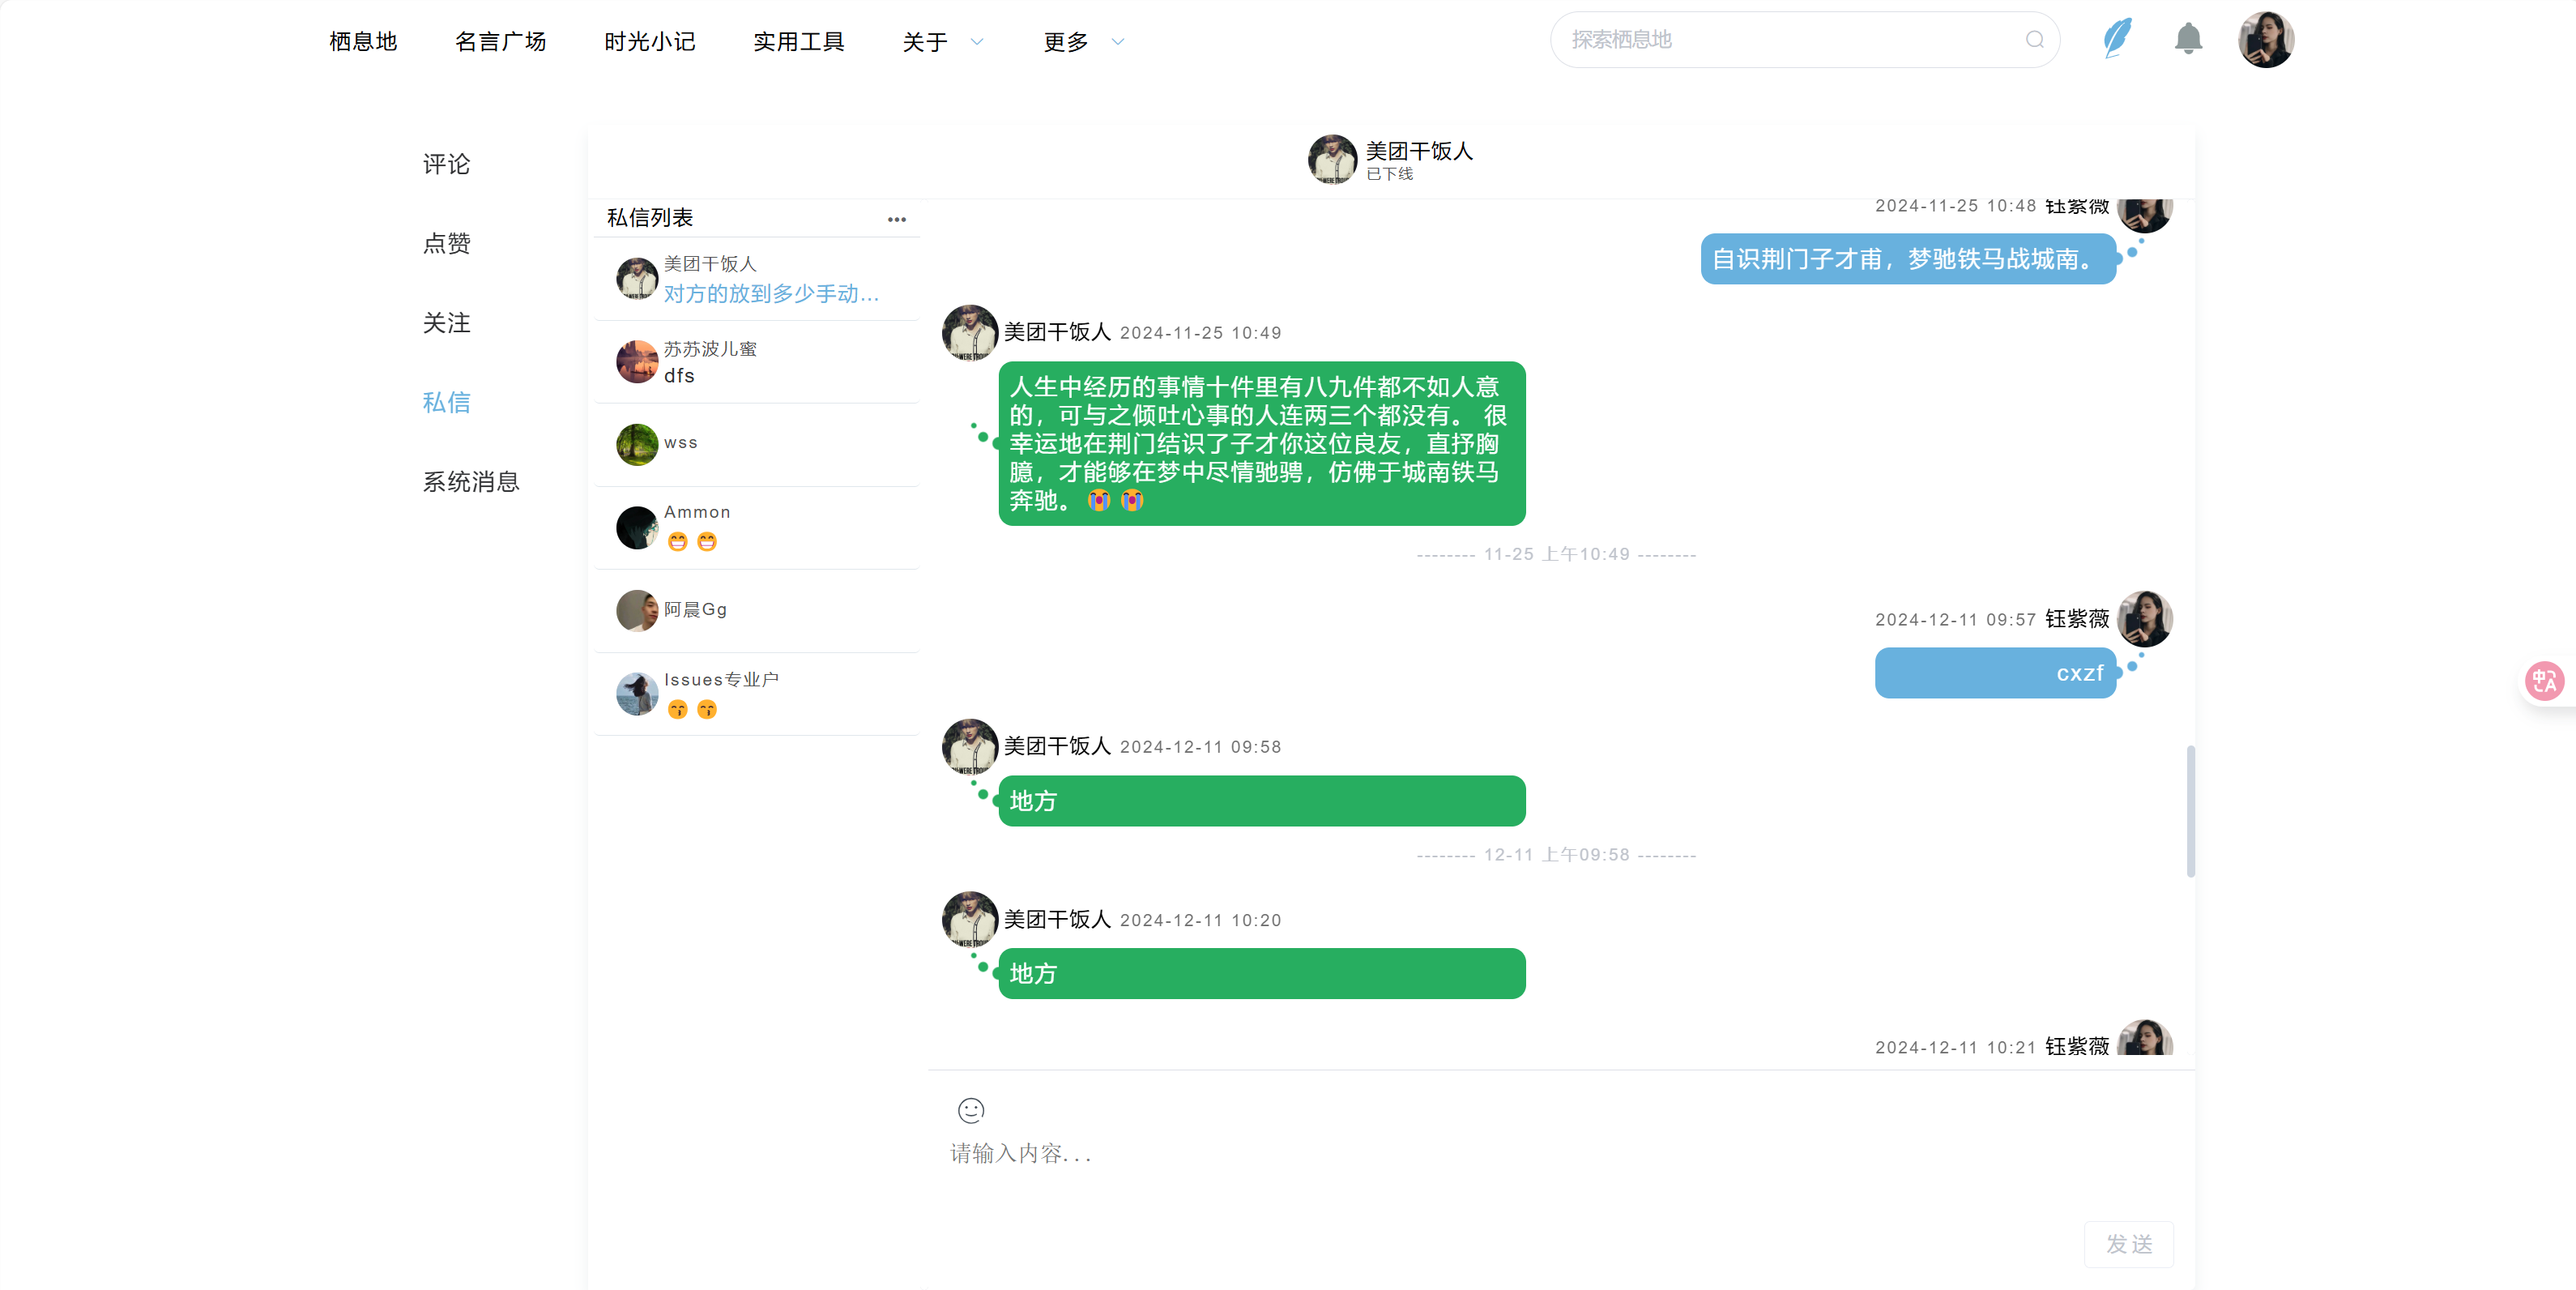 栖息地 名言广场 时光小记 实用工具 关于 更多 探索栖息地
评论
点赞
关注
私信
系统消息
美团干饭人
已下线
私信列表
美团干饭人
对方的放到多少手动...
苏苏波儿蜜
dfs
wss
Ammon
😁 😁
阿晨Gg
Issues专业户
😙 😙
2024-11-25 10:48 钰紫薇
自识荆门子才甫，梦驰铁马战城南。
美团干饭人 2024-11-25 10:49
人生中经历的事情十件里有八九件都不如人意
的，可与之倾吐心事的人连两三个都没有。 很
幸运地在荆门结识了子才你这位良友，直抒胸
臆，才能够在梦中尽情驰骋，仿佛于城南铁马
奔驰。 😭 😭
-------- 11-25 上午10:49 --------
2024-12-11 09:57 钰紫薇
cxzf
美团干饭人 2024-12-11 09:58
地方
-------- 12-11 上午09:58 --------
美团干饭人 2024-12-11 10:20
地方
2024-12-11 10:21 钰紫薇
请输入内容...
发送
中A